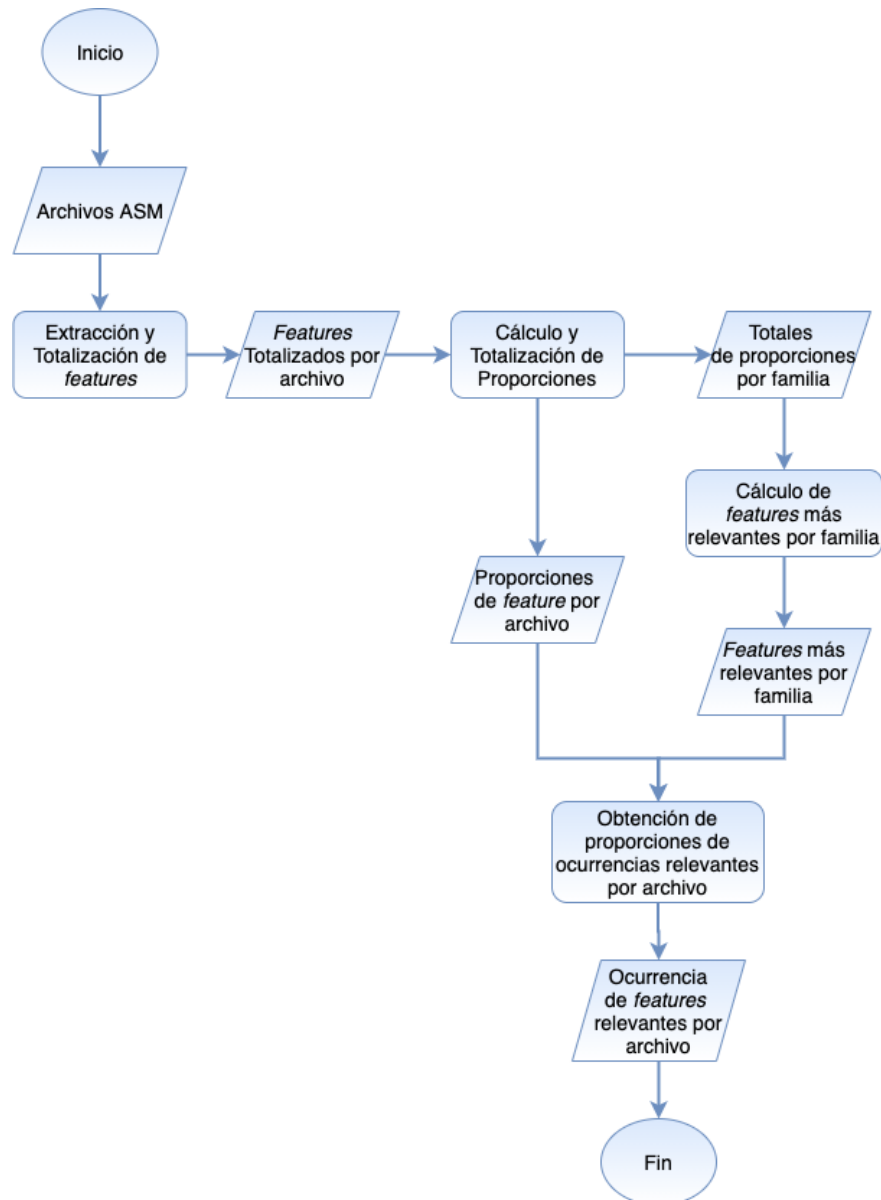 Inicio
Archivos ASM
Extracción y
Totalización de
features
Features
Totalizados por
archivo
Cálculo y
Totalización de
Proporciones
Totales
de proporciones
por familia
Cálculo de
features más
relevantes por familia
Proporciones
de feature por
archivo
Features más
relevantes por
familia
Obtención de
proporciones de
ocurrencias relevantes
por archivo
Ocurrencia
de features
relevantes por
archivo
Fin